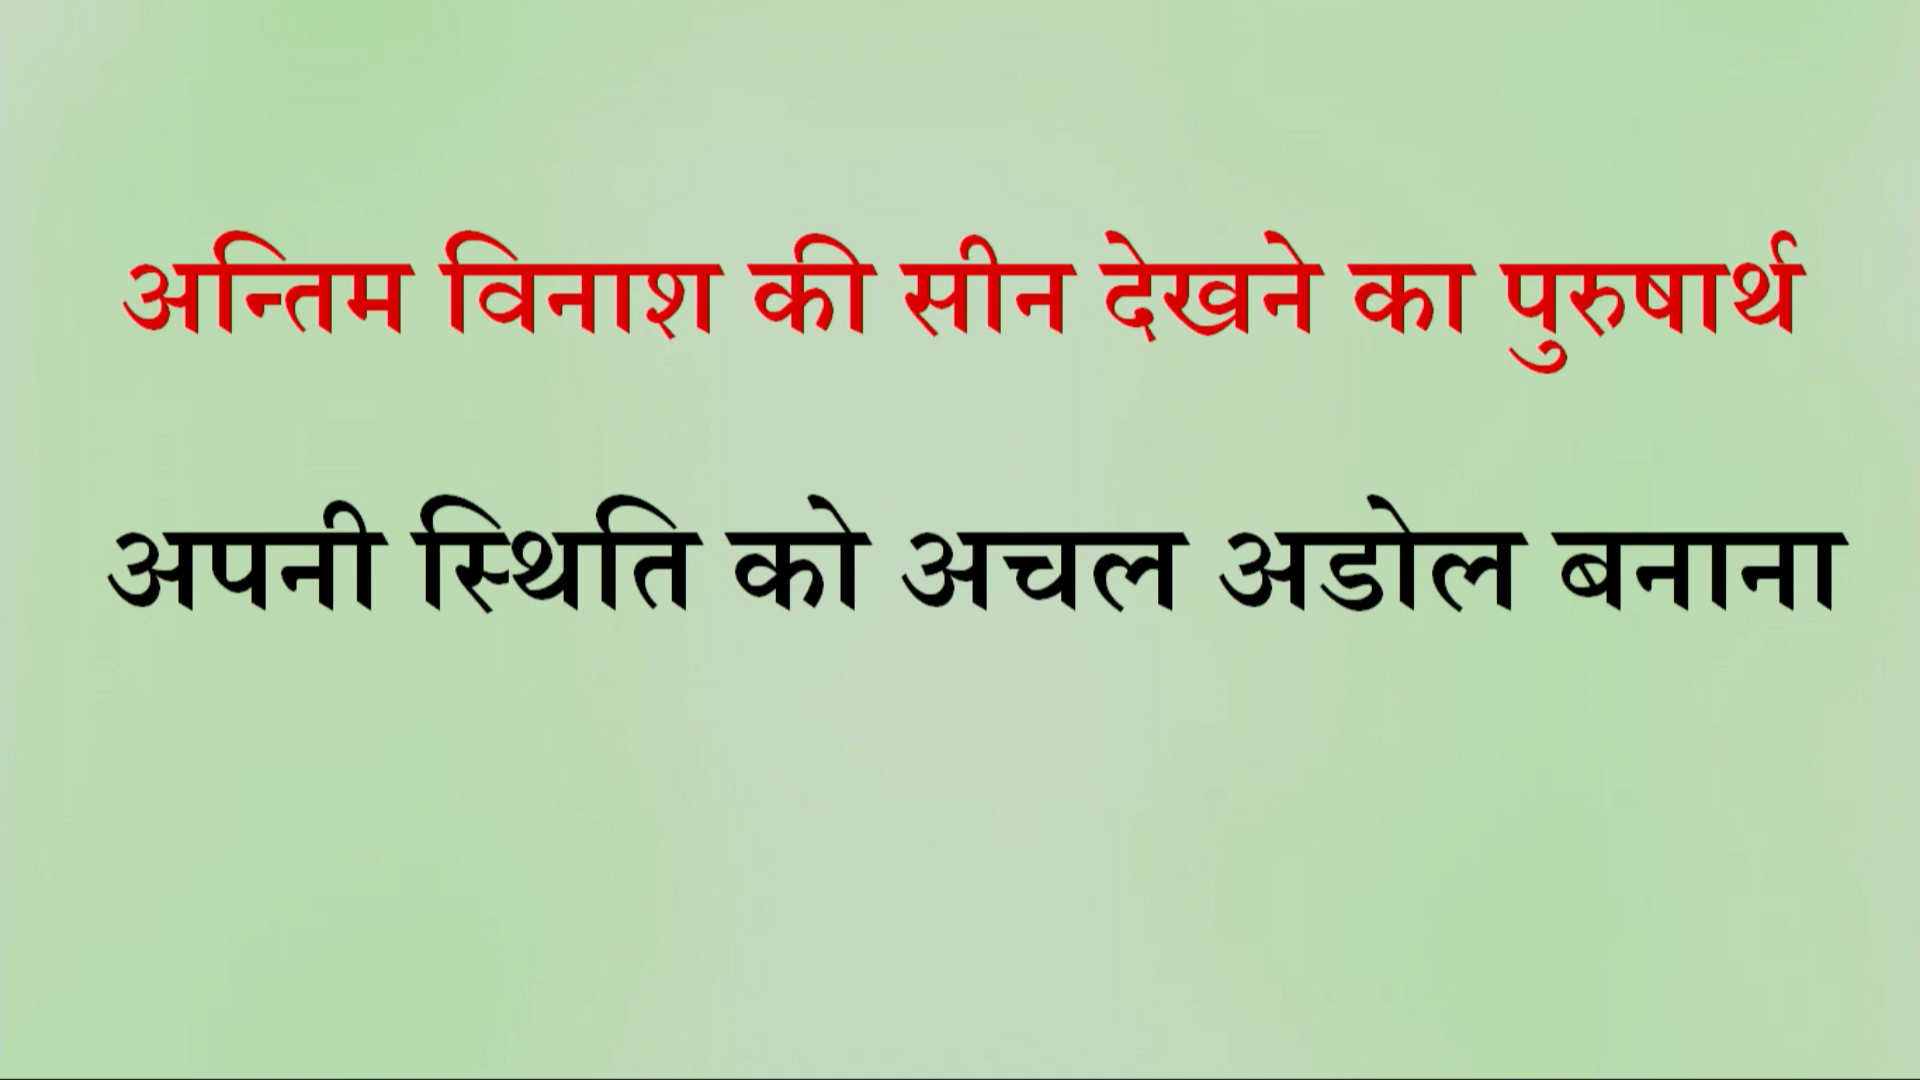 अन्तिम विनाश की सीन देखने का पुरुषार्थ
अपनी स्थिति को अचल अडोल बनाना